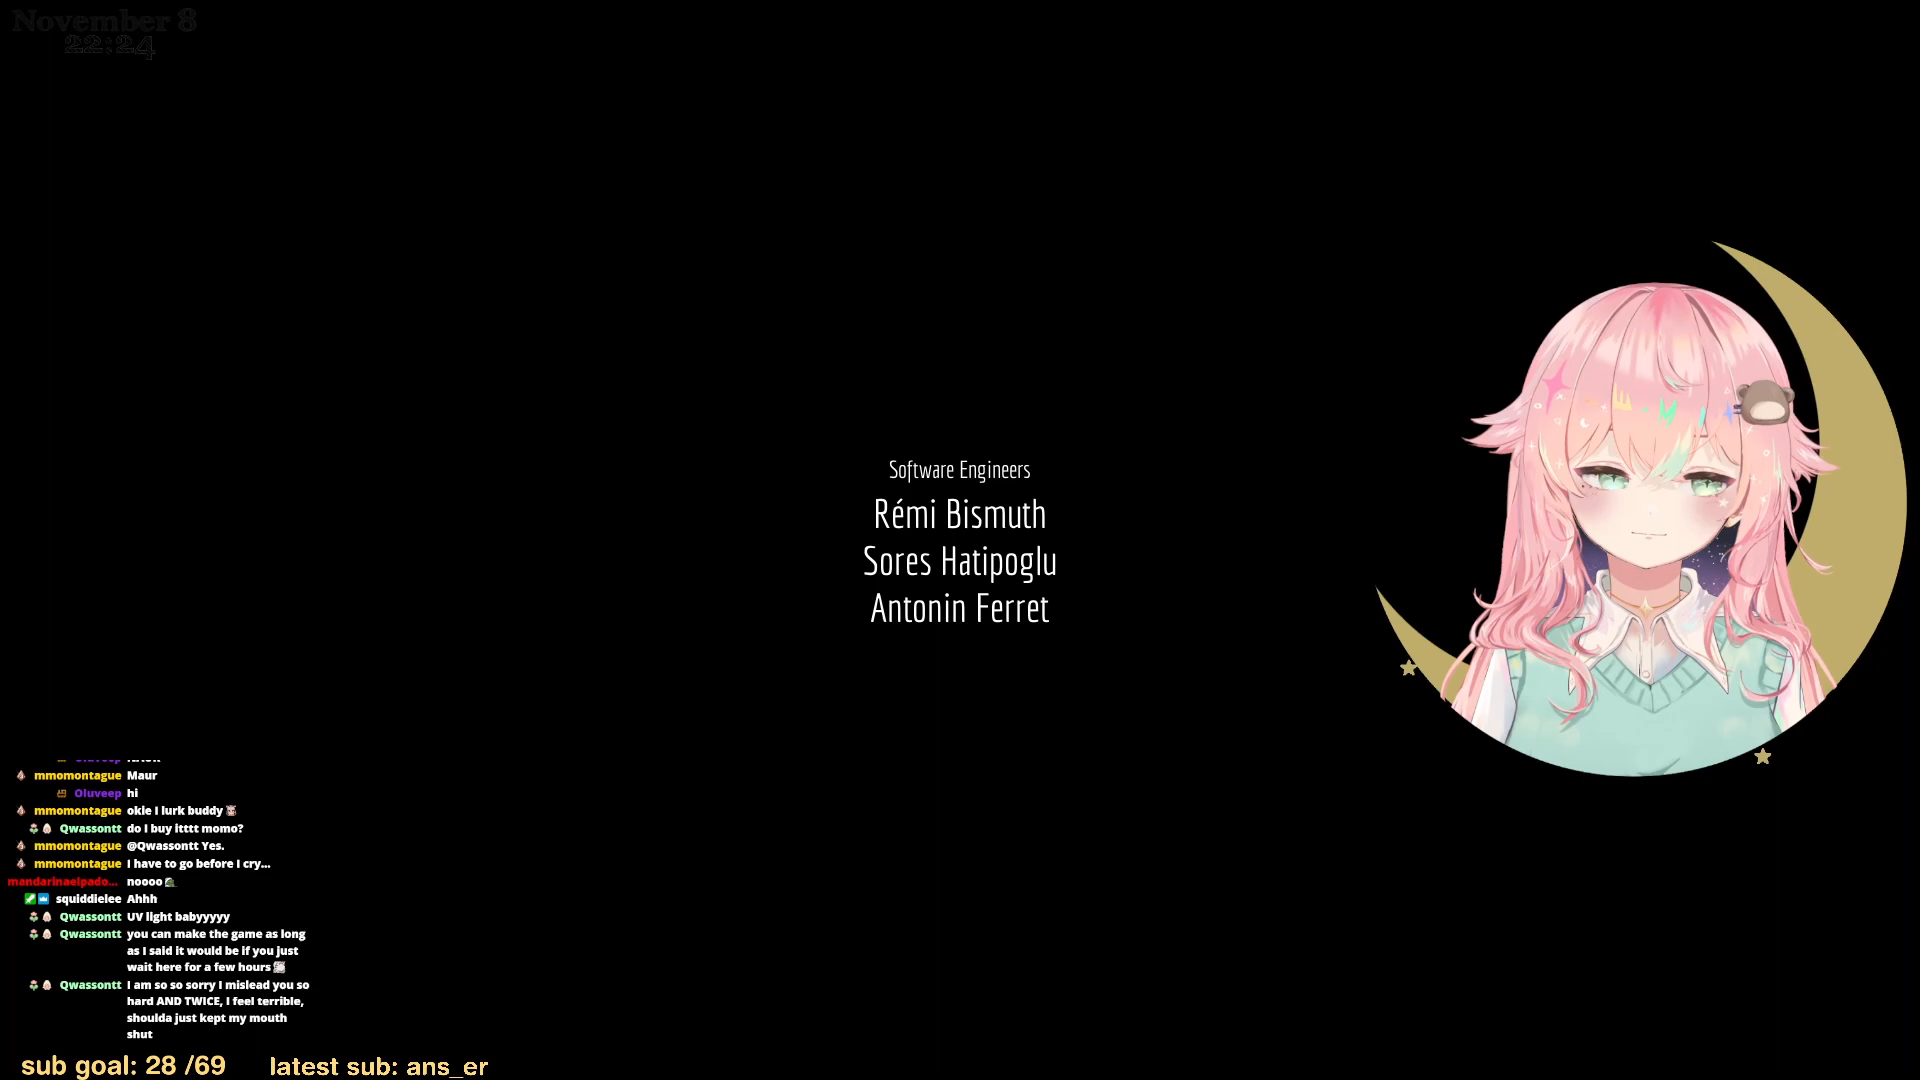 November 8
22:24
Software Engineers
Rémi Bismuth
Sores Hatipoglu
Antonin Ferret
mmomontague Maur
Oluveep hi
mmomontague okie I lurk buddy
Qwassontt do I buy itttt momo?
mmomontague @Qwassontt Yes.
mmomontague I have to go before I cry...
mandarinaelpado... noooo
squiddielee Ahhh
Qwassontt UV light babyyyyy
Qwassontt you can make the game as long
as I said it would be if you just
wait here for a few hours
Qwassontt I am so so sorry I mislead you so
hard AND TWICE, I feel terrible,
shoulda just kept my mouth
shut
sub goal: 28 /69 latest sub: ans_er